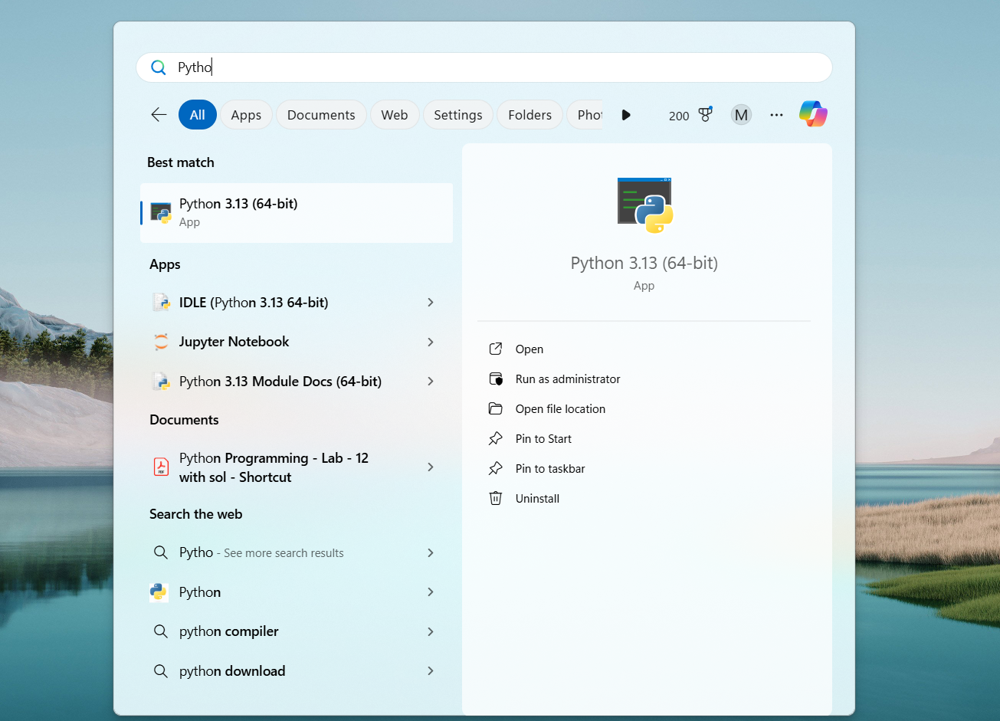 Pytho
All Apps Documents Web Settings Folders Phot 200 M ...
Best match
Python 3.13 (64-bit)
App
Apps
IDLE (Python 3.13 64-bit)
Jupyter Notebook
Python 3.13 Module Docs (64-bit)
Documents
Python Programming - Lab - 12
with sol - Shortcut
Search the web
Pytho - See more search results
Python
python compiler
python download
Python 3.13 (64-bit)
App
Open
Run as administrator
Open file location
Pin to Start
Pin to taskbar
Uninstall